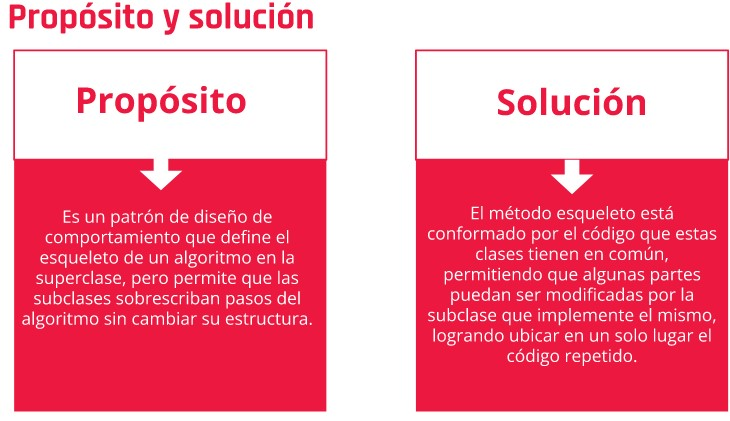 Propósito y solución
Propósito
Es un patrón de diseño de
comportamiento que define el
esqueleto de un algoritmo en la
superclase, pero permite que las
subclases sobrescriban pasos del
algoritmo sin cambiar su estructura.
Solución
El método esqueleto está
conformado por el código que estas
clases tienen en común,
permitiendo que algunas partes
puedan ser modificadas por la
subclase que implemente el mismo,
logrando ubicar en un solo lugar el
código repetido.